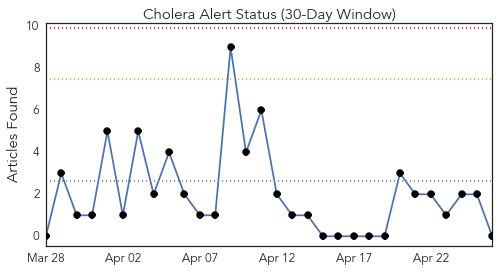 Cholera Alert Status (30-Day Window)
Articles Found
10
8
6
4
2
0
Mar 28
Apr 02
Apr 07
Apr 12
Apr 17
Apr 22